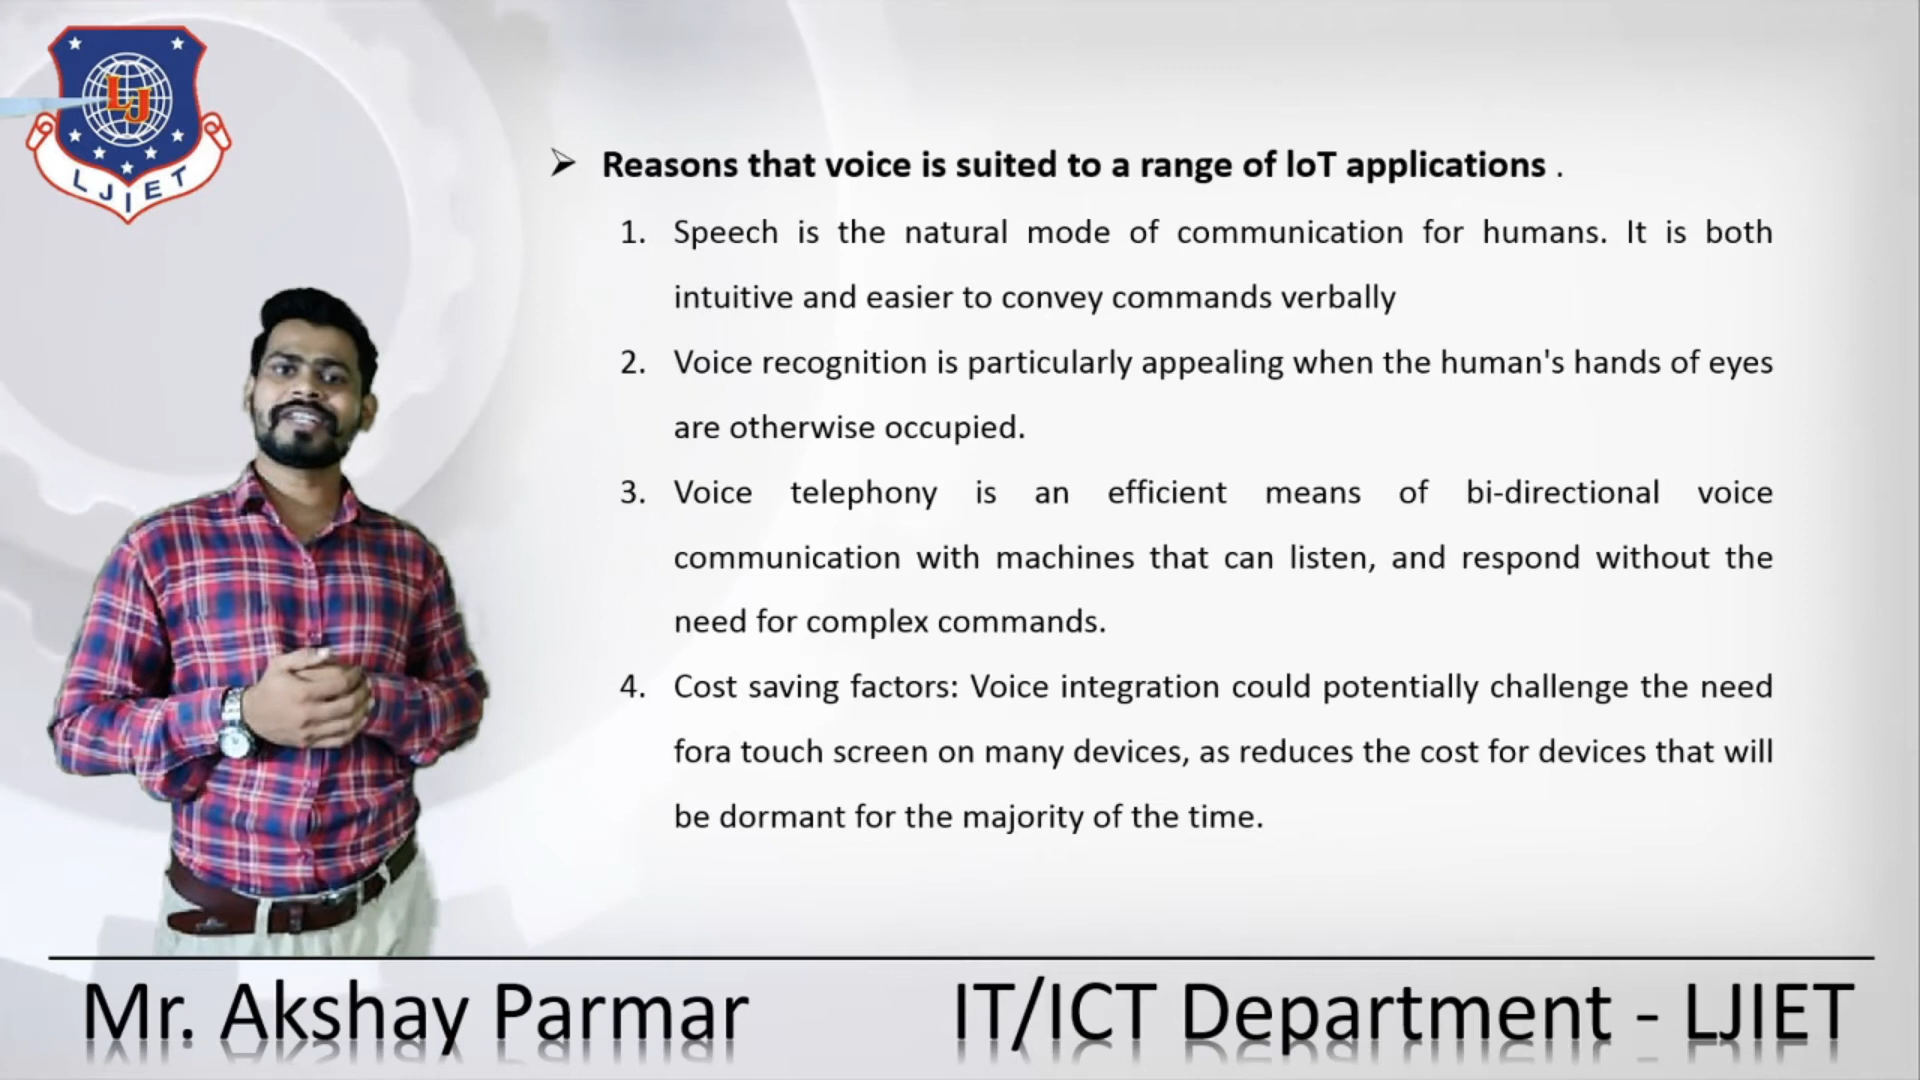 LJ
LJIET
➢ Reasons that voice is suited to a range of IoT applications .
1. Speech is the natural mode of communication for humans. It is both
intuitive and easier to convey commands verbally
2. Voice recognition is particularly appealing when the human's hands of eyes
are otherwise occupied.
3. Voice telephony is an efficient means of bi-directional voice
communication with machines that can listen, and respond without the
need for complex commands.
4. Cost saving factors: Voice integration could potentially challenge the need
fora touch screen on many devices, as reduces the cost for devices that will
be dormant for the majority of the time.
Mr. Akshay Parmar IT/ICT Department - LJIET